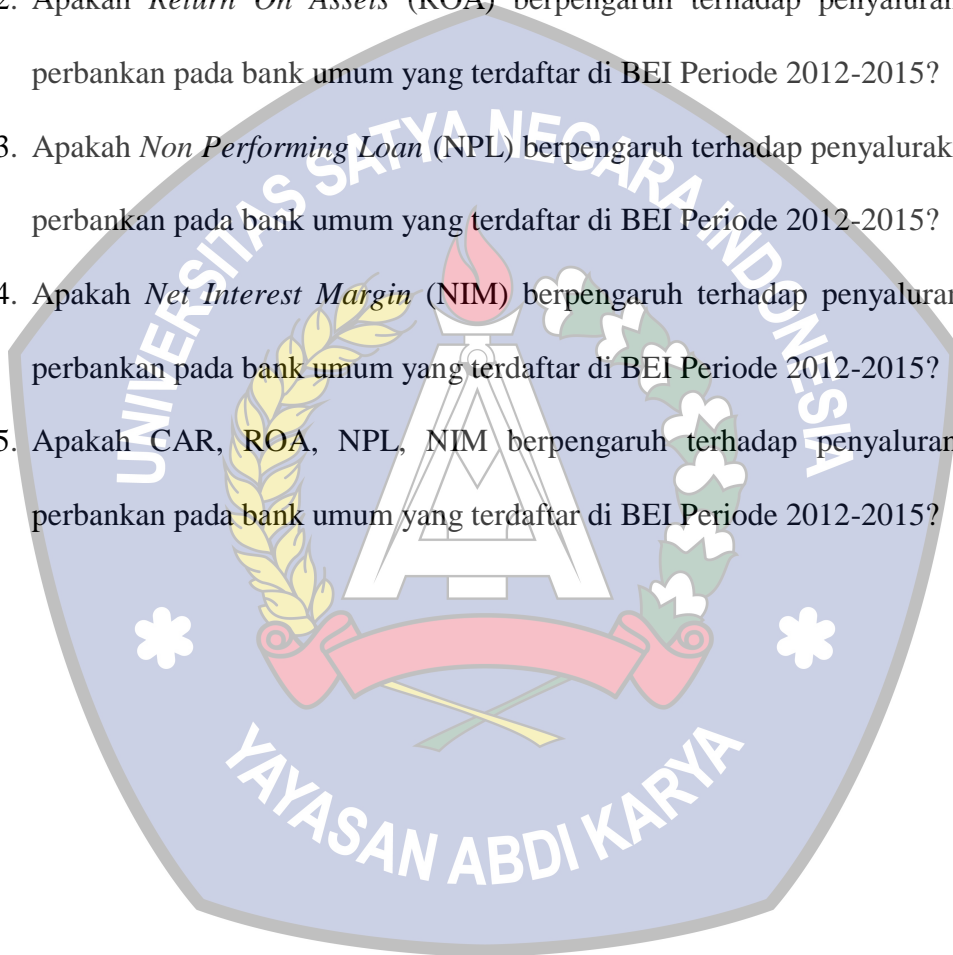 2. Apakah Return On Assets (ROA) berpengaruh terhadap penyaluran
perbankan pada bank umum yang terdaftar di BEI Periode 2012-2015?
3. Apakah Non Performing Loan (NPL) berpengaruh terhadap penyalurak
perbankan pada bank umum yang terdaftar di BEI Periode 2012-2015?
4. Apakah Net Interest Margin (NIM) berpengaruh terhadap penyaluran
perbankan pada bank umum yang terdaftar di BEI Periode 2012-2015?
5. Apakah CAR, ROA, NPL, NIM berpengaruh terhadap penyaluran
perbankan pada bank umum yang terdaftar di BEI Periode 2012-2015?
UNIVERSITAS SATYA NEGARA INDONESIA
YAYASAN ABDI KARYA